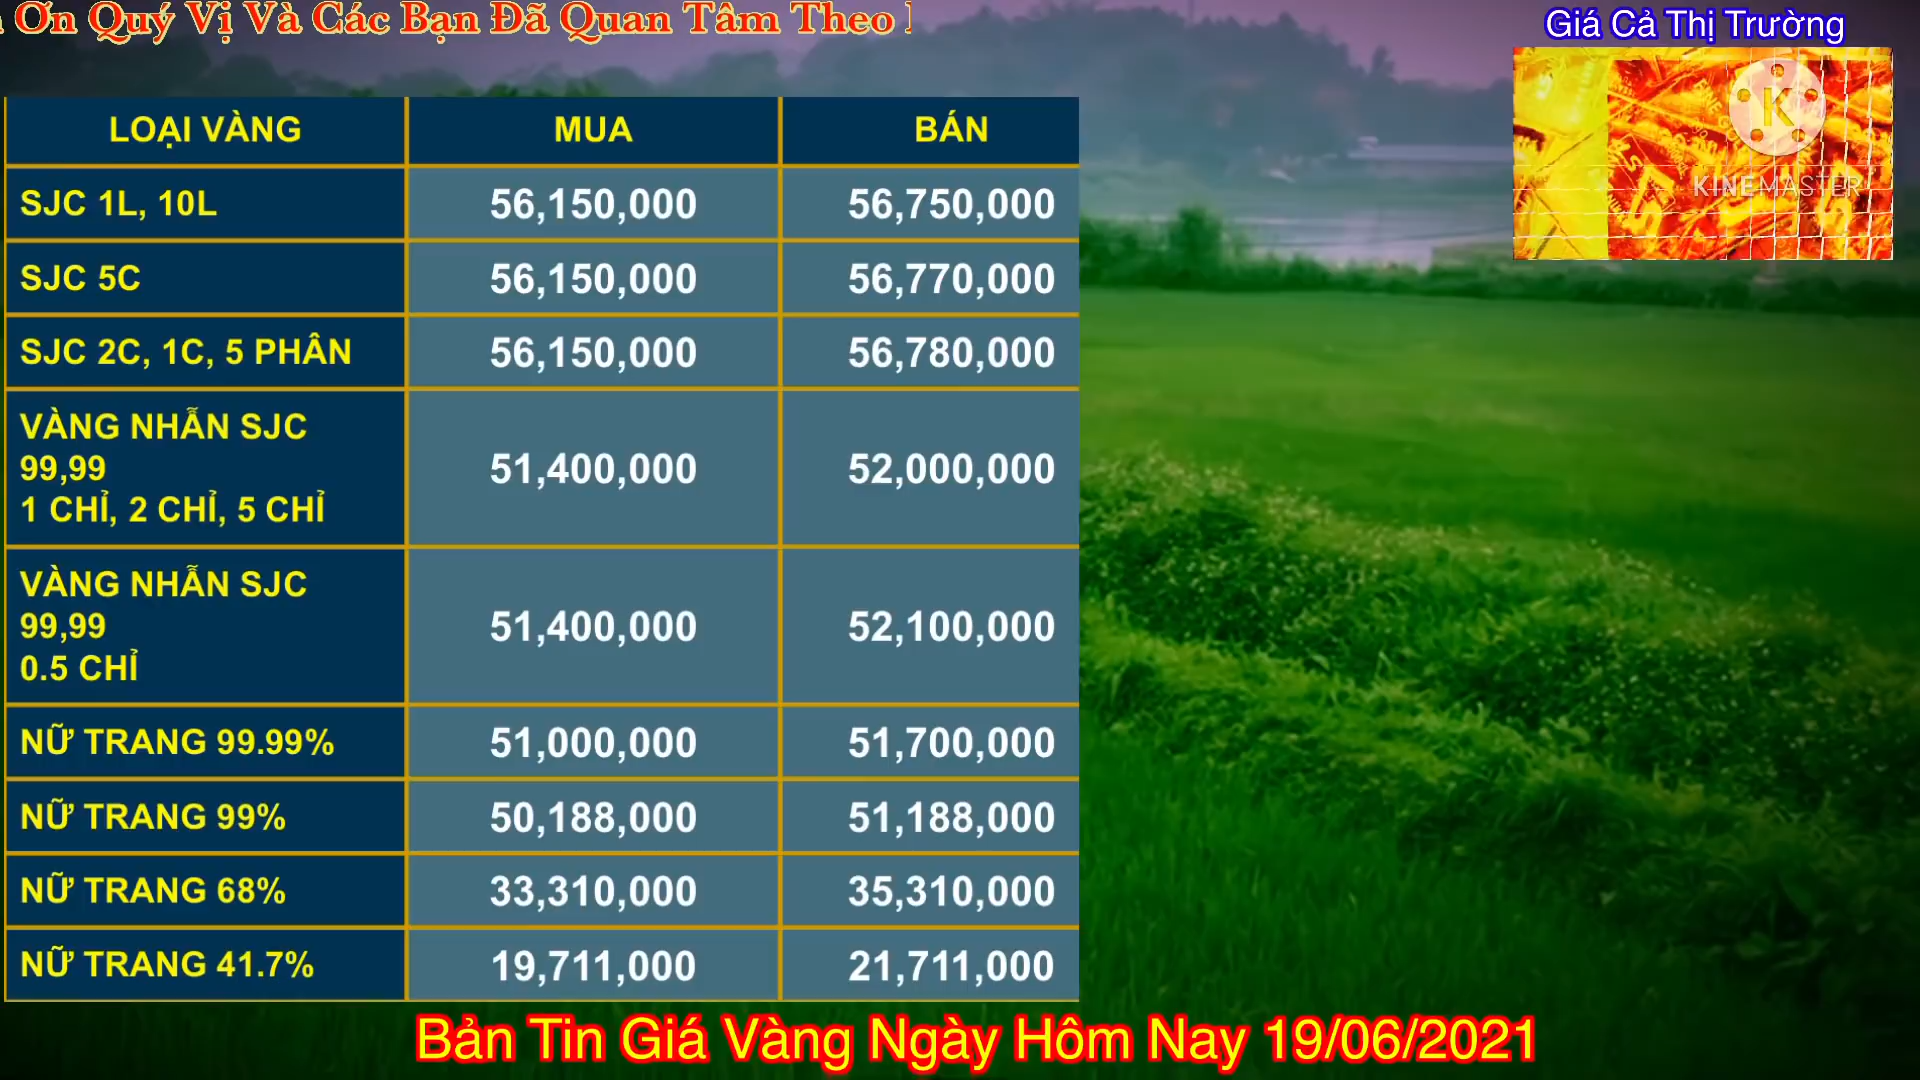 Ơn Quý Vị Và Các Bạn Đã Quan Tâm Theo
Giá Cả Thị Trường
K
KINEMASTER
LOẠI VÀNG MUA BÁN
SJC 1L, 10L 56,150,000 56,750,000
SJC 5C 56,150,000 56,770,000
SJC 2C, 1C, 5 PHÂN 56,150,000 56,780,000
VÀNG NHẪN SJC
99,99
1 CHỈ, 2 CHỈ, 5 CHỈ 51,400,000 52,000,000
VÀNG NHẪN SJC
99,99
0.5 CHỈ 51,400,000 52,100,000
NỮ TRANG 99.99% 51,000,000 51,700,000
NỮ TRANG 99% 50,188,000 51,188,000
NỮ TRANG 68% 33,310,000 35,310,000
NỮ TRANG 41.7% 19,711,000 21,711,000
Bản Tin Giá Vàng Ngày Hôm Nay 19/06/2021